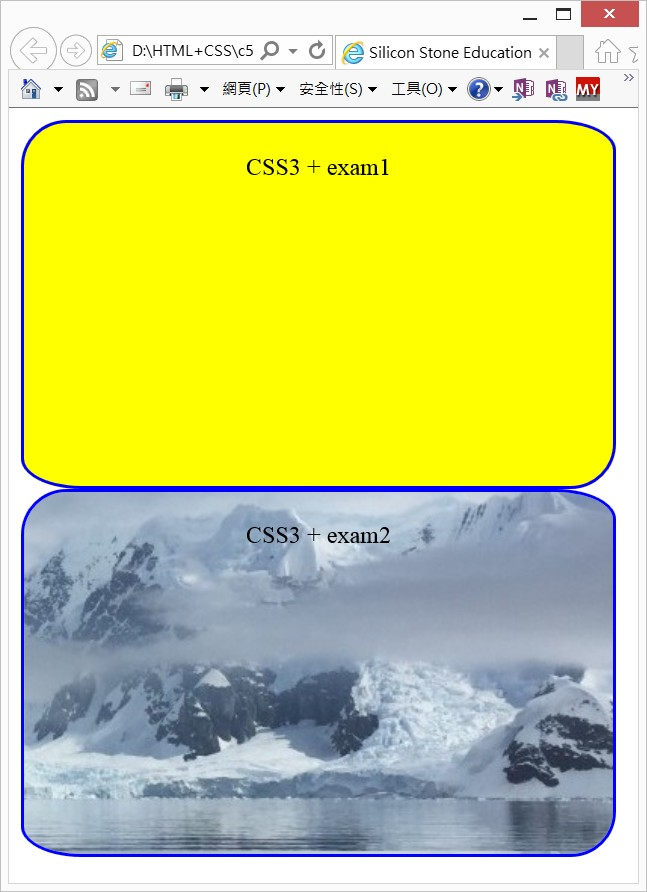 D:\HTML+CSS\c5
Silicon Stone Education
網頁(P) 安全性(S) 工具(O) ? N N MY
CSS3 + exam1
CSS3 + exam2